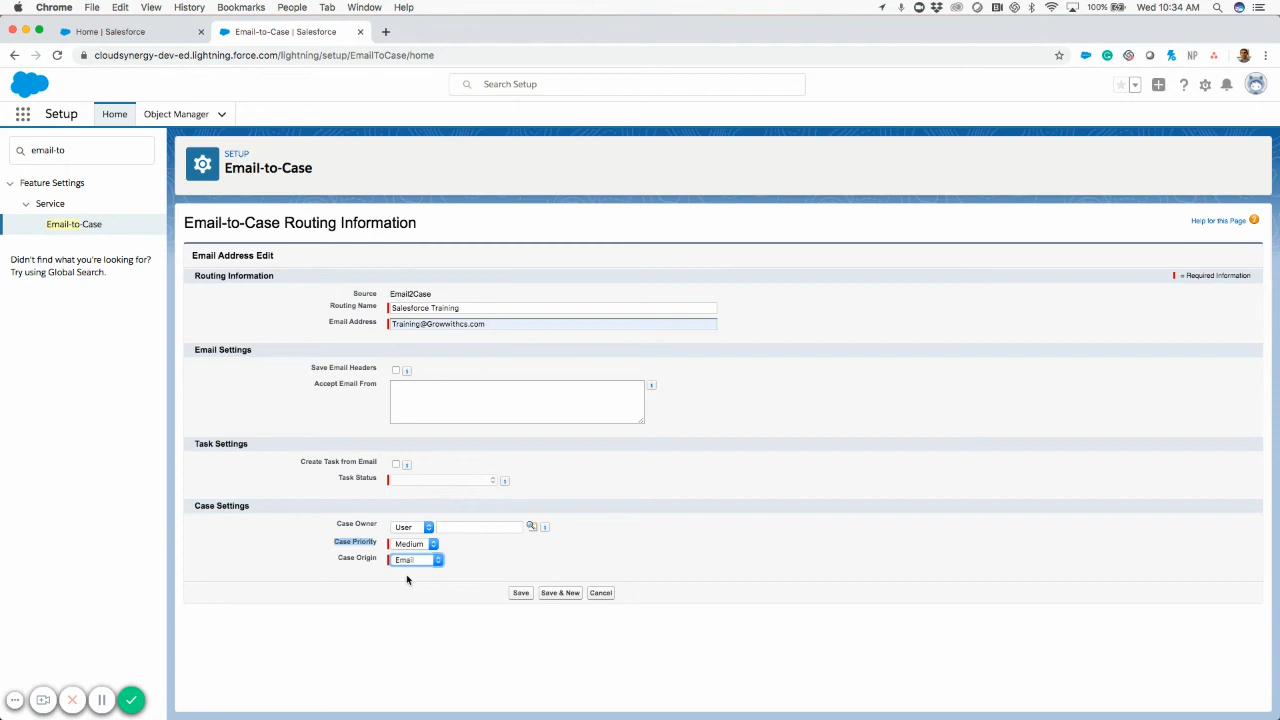 Chrome File Edit View History Bookmarks People Tab Window Help 100% Wed 10:34 AM
Home | Salesforce
Email-to-Case | Salesforce
cloudsynergy-dev-ed.lightning.force.com/lightning/setup/EmailToCase/home
NP
Search Setup
Setup Home Object Manager
email-to
Feature Settings
Service
Email-to-Case
Didn't find what you're looking for?
Try using Global Search.
SETUP
Email-to-Case
Email-to-Case Routing Information
Help for this Page
Email Address Edit
Routing Information
= Required Information
Source Email2Case
Routing Name Salesforce Training
Email Address Training@Growwithcs.com
Email Settings
Save Email Headers
Accept Email From
Task Settings
Create Task from Email
Task Status
Case Settings
Case Owner User
Case Priority Medium
Case Origin Email
Save Save & New Cancel